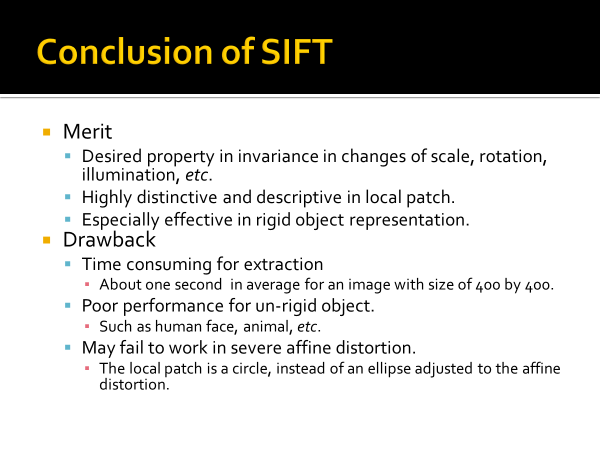 Conclusion of SIFT
Merit
Desired property in invariance in changes of scale, rotation,
illumination, etc.
Highly distinctive and descriptive in local patch.
Especially effective in rigid object representation.
Drawback
Time consuming for extraction
About one second  in average for an image with size of 400 by 400.
Poor performance for un-rigid object.
Such as human face, animal, etc.
May fail to work in severe affine distortion.
The local patch is a circle, instead of an ellipse adjusted to the affine
distortion.